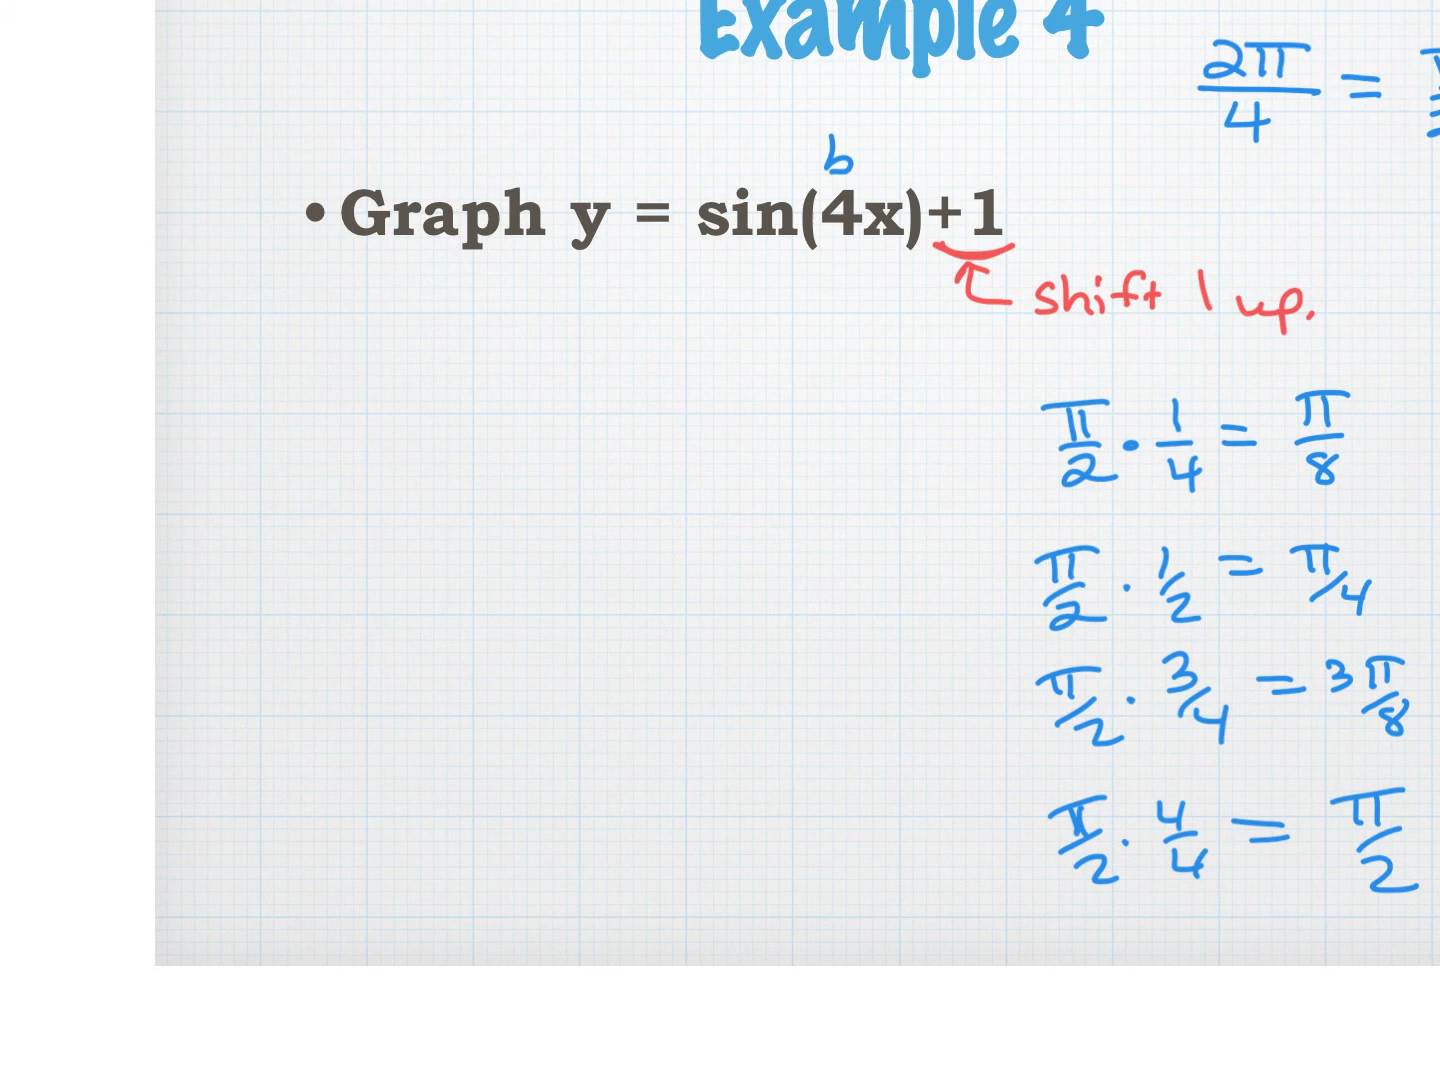 Example 4
2π/4 =
b
• Graph y = sin(4x)+1
shift 1 up.
π/2 · 1/4 = π/8
π/2 · 1/2 = π/4
π/2 · 3/4 = 3π/8
π/2 · 4/4 = π/2